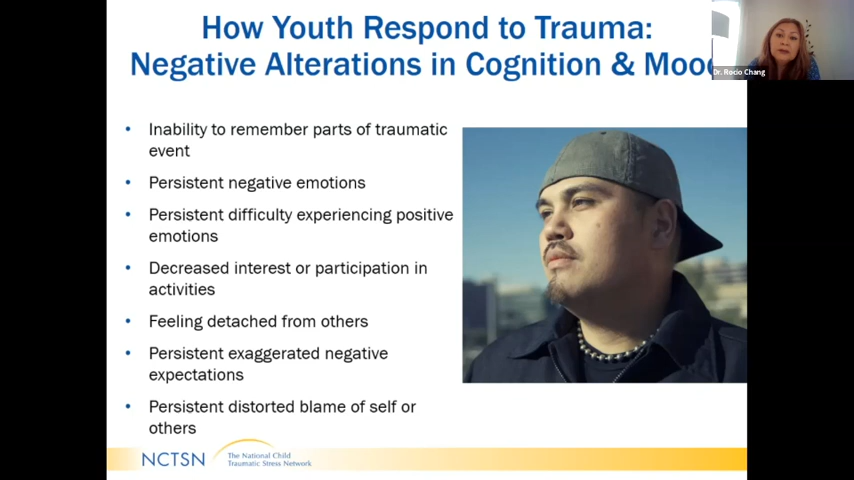 How Youth Respond to Trauma:
Negative Alterations in Cognition & Moo
Dr. Rocio Chang
• Inability to remember parts of traumatic
event
• Persistent negative emotions
• Persistent difficulty experiencing positive
emotions
• Decreased interest or participation in
activities
• Feeling detached from others
• Persistent exaggerated negative
expectations
• Persistent distorted blame of self or
others
NCTSN
The National Child
Traumatic Stress Network